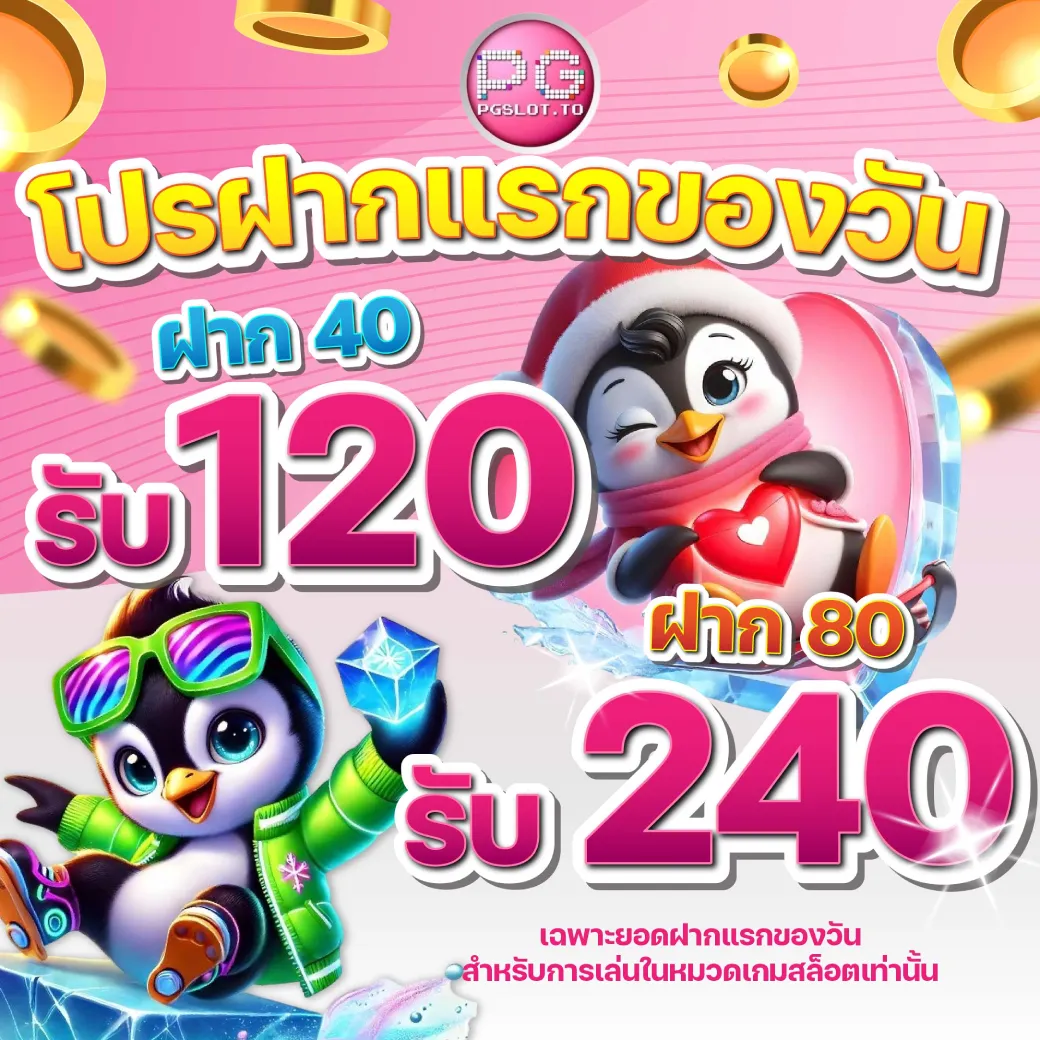 PG
PGSLOT.TO
โปรฝากแรกของวัน
ฝาก 40
รับ 120
ฝาก 80
รับ 240
เฉพาะยอดฝากแรกของวัน
สำหรับการเล่นในหมวดเกมสล็อตเท่านั้น